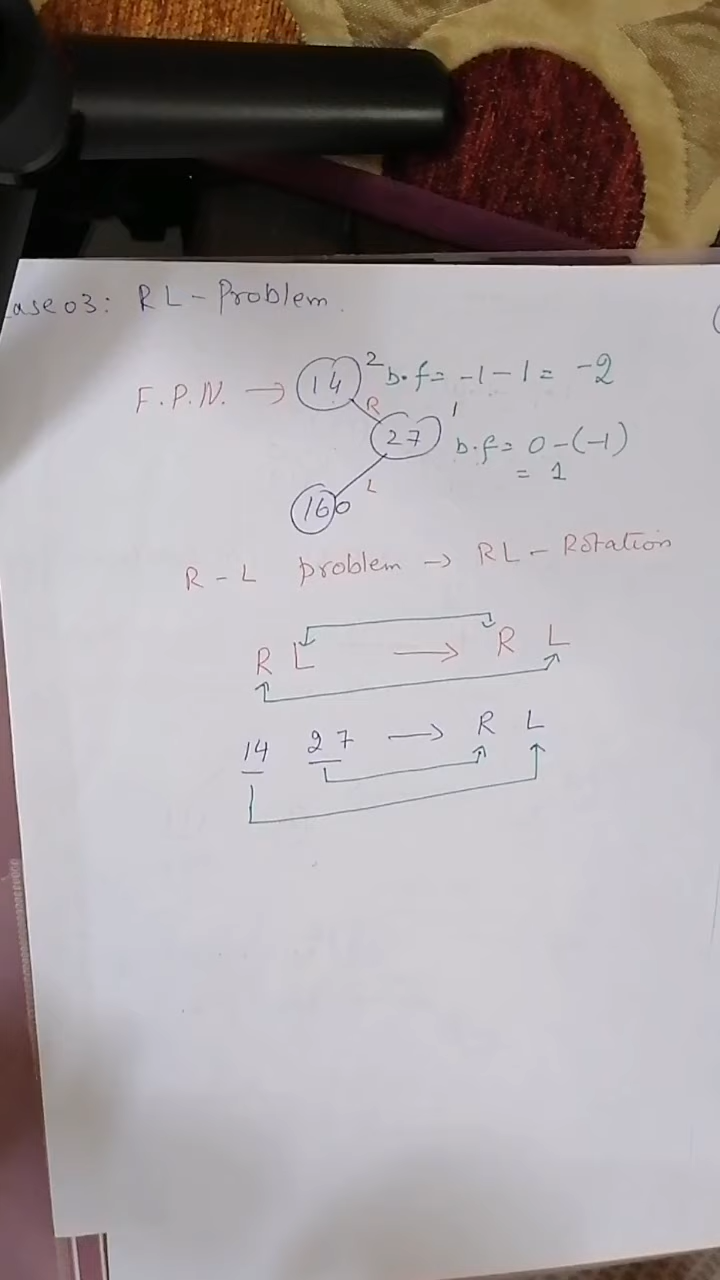 ase 03: RL - Problem.
F.P.N. → 14 2 b.f = -1 - 1 = -2
R
27 1 b.f = 0 - (-1)
= 1
L
16 0
R - L problem → RL - Rotation
R L → R L
14 27 → R L